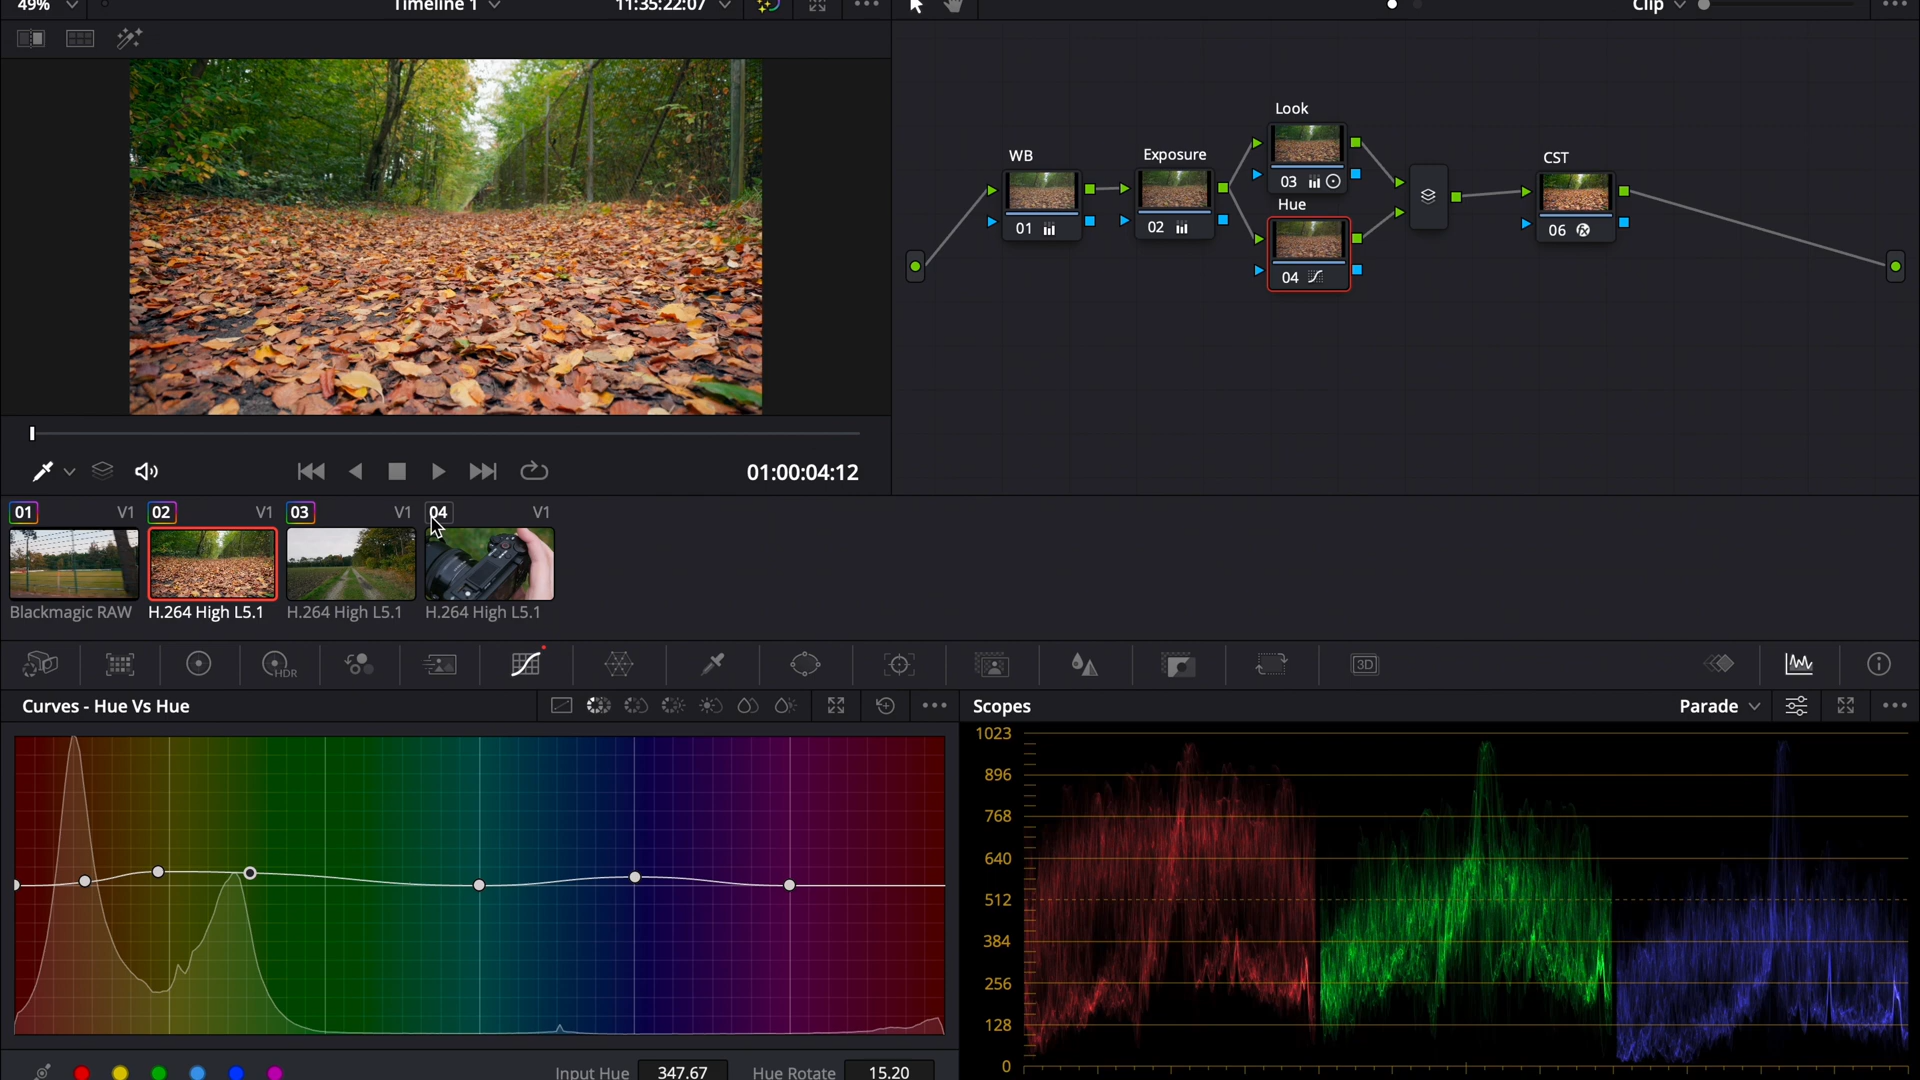 49%
Timeline 1
11:35:22:07
Clip
Look
WB
Exposure
CST
03
Hue
01
02
06
04
01:00:04:12
01 V1 02 V1 03 V1 04 V1
Blackmagic RAW
H.264 High L5.1
H.264 High L5.1
H.264 High L5.1
HDR
3D
Curves - Hue Vs Hue
Scopes
Parade
1023
896
768
640
512
384
256
128
0
Input Hue 347.67 Hue Rotate 15.20